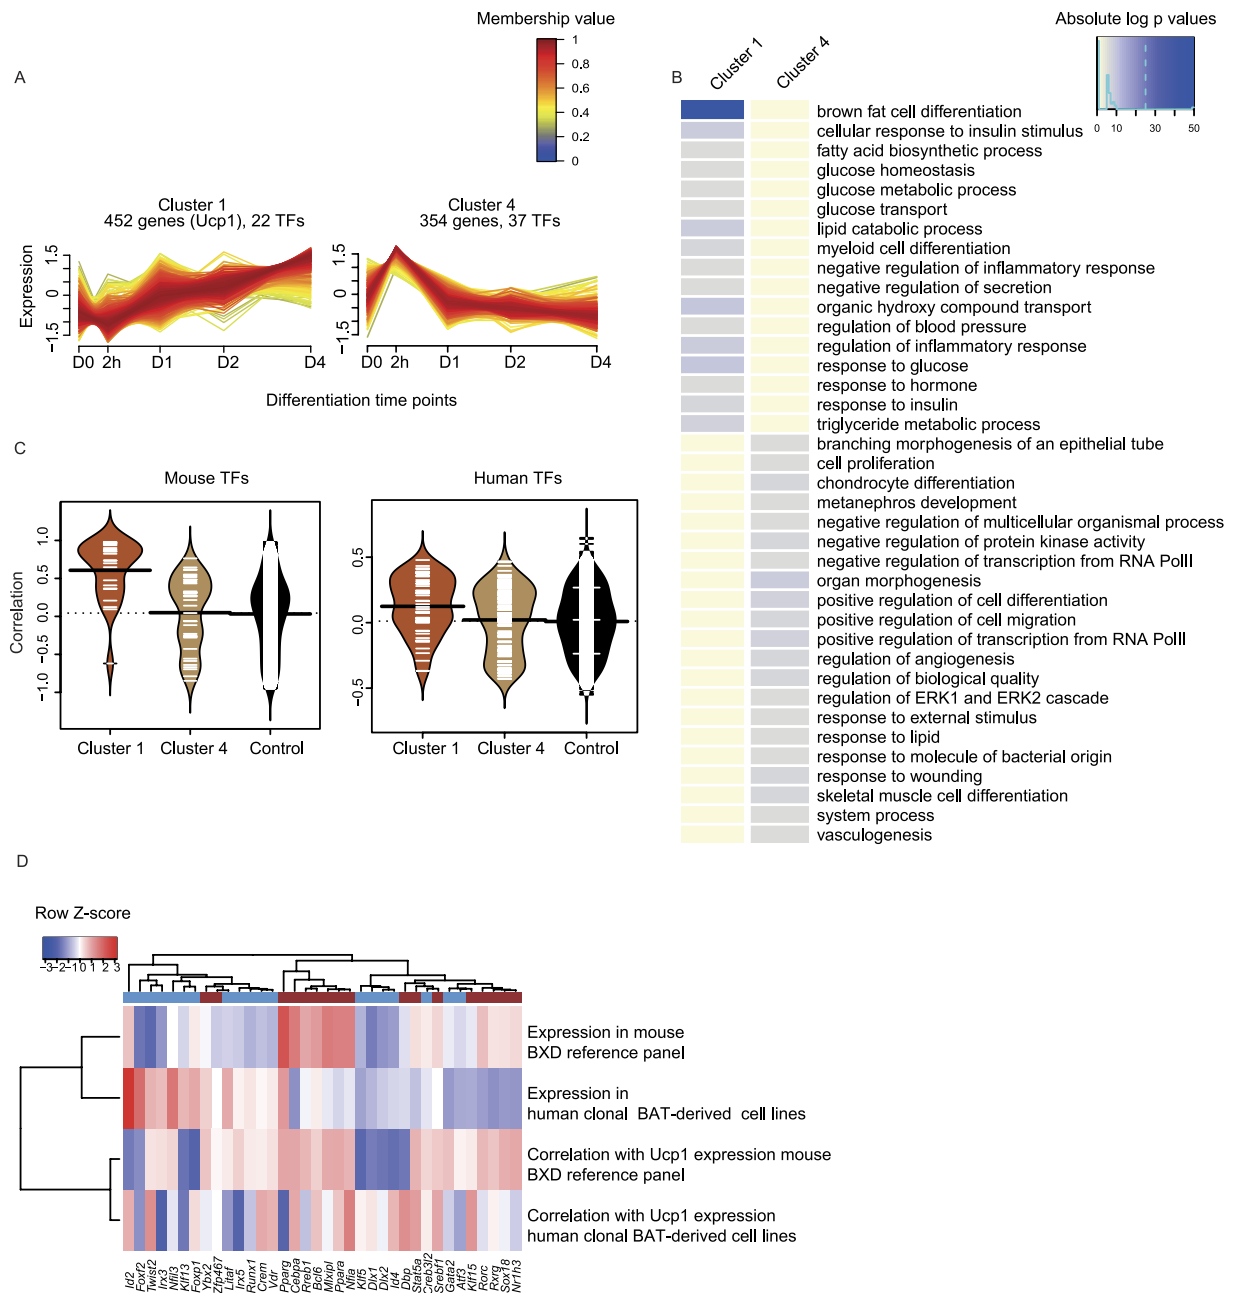 A
Membership value
1
0.8
0.6
0.4
0.2
0
Cluster 1
452 genes (Ucp1), 22 TFs
Cluster 4
354 genes, 37 TFs
Expression
1.5
0
−1.5
D0 2h D1 D2 D4
1.5
0
−1.5
D0 2h D1 D2 D4
Differentiation time points
B
Cluster 1
Cluster 4
Absolute log p values
0 10 30 50
brown fat cell differentiation
cellular response to insulin stimulus
fatty acid biosynthetic process
glucose homeostasis
glucose metabolic process
glucose transport
lipid catabolic process
myeloid cell differentiation
negative regulation of inflammatory response
negative regulation of secretion
organic hydroxy compound transport
regulation of blood pressure
regulation of inflammatory response
response to glucose
response to hormone
response to insulin
triglyceride metabolic process
branching morphogenesis of an epithelial tube
cell proliferation
chondrocyte differentiation
metanephros development
negative regulation of multicellular organismal process
negative regulation of protein kinase activity
negative regulation of transcription from RNA PolII
organ morphogenesis
positive regulation of cell differentiation
positive regulation of cell migration
positive regulation of transcription from RNA PolII
regulation of angiogenesis
regulation of biological quality
regulation of ERK1 and ERK2 cascade
response to external stimulus
response to lipid
response to molecule of bacterial origin
response to wounding
skeletal muscle cell differentiation
system process
vasculogenesis
C
Mouse TFs
Human TFs
Correlation
1.0
0.5
0.0
−0.5
−1.0
Cluster 1 Cluster 4 Control
0.5
0.0
−0.5
Cluster 1 Cluster 4 Control
D
Row Z-score
−3−2−10 1 2 3
Expression in mouse
BXD reference panel
Expression in
human clonal BAT-derived cell lines
Correlation with Ucp1 expression mouse
BXD reference panel
Correlation with Ucp1 expression
human clonal BAT-derived cell lines
Id2
Foxf2
Twist2
Irx3
Nfil3
Klf13
Foxp1
Ybx2
Zfp467
Litaf
Irx5
Runx1
Crem
Vdr
Pparg
Cebpa
Rreb1
Bcl6
Mlxipl
Ppara
Nfia
Klf5
Dlx1
Dlx2
Id4
Dbp
Stat5a
Creb3l2
Srebf1
Gata2
Atf3
Klf15
Rorc
Rxrg
Sox18
Nr1h3